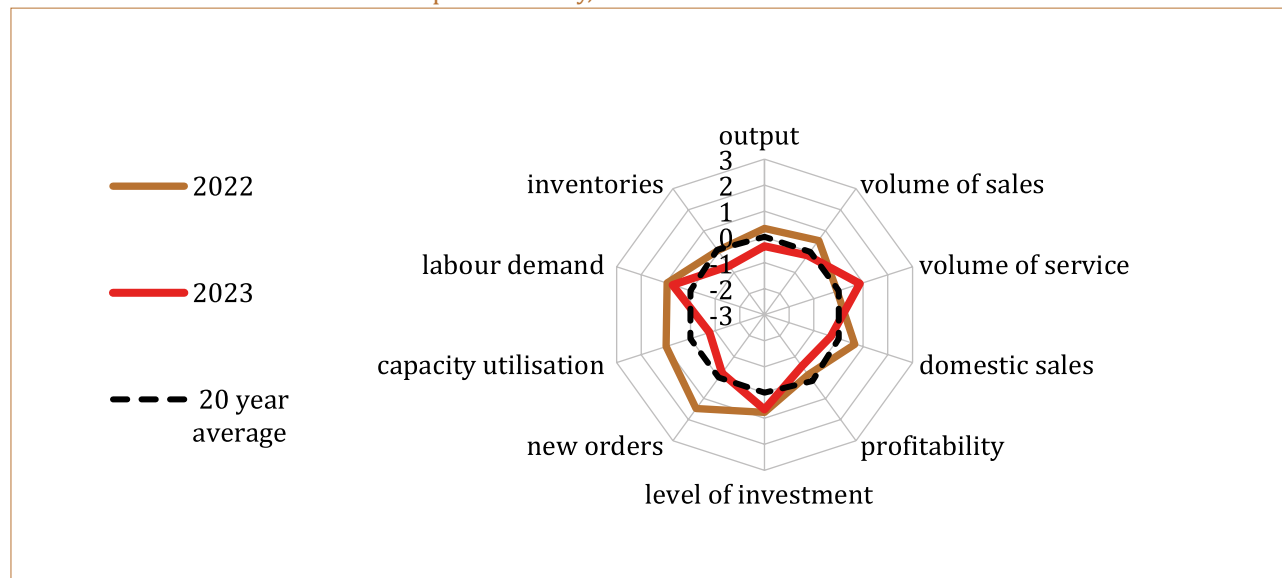 2022
2023
20 year
average
output
volume of sales
volume of service
domestic sales
profitability
level of investment
new orders
capacity utilisation
labour demand
inventories
3
2
1
0
-1
-2
-3